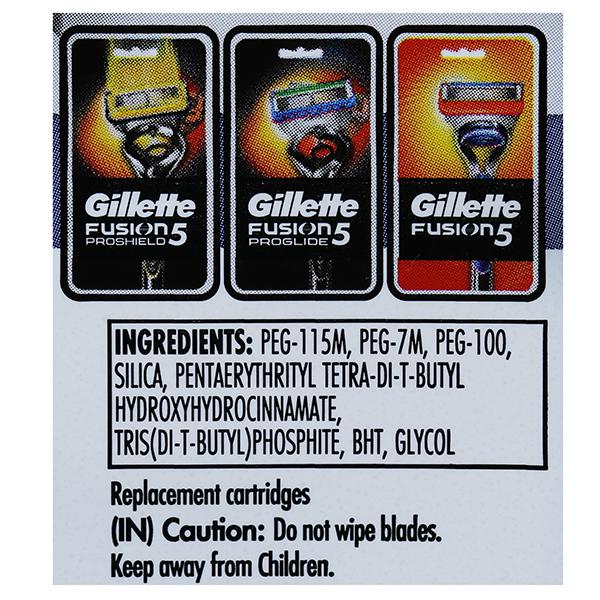 Gillette
FUSION5
PROSHIELD
Gillette
FUSION5
PROGLIDE
Gillette
FUSION5
INGREDIENTS: PEG-115M, PEG-7M, PEG-100,
SILICA, PENTAERYTHRITYL TETRA-DI-T-BUTYL
HYDROXYHYDROCINNAMATE,
TRIS(DI-T-BUTYL)PHOSPHITE, BHT, GLYCOL
Replacement cartridges
(IN) Caution: Do not wipe blades.
Keep away from Children.